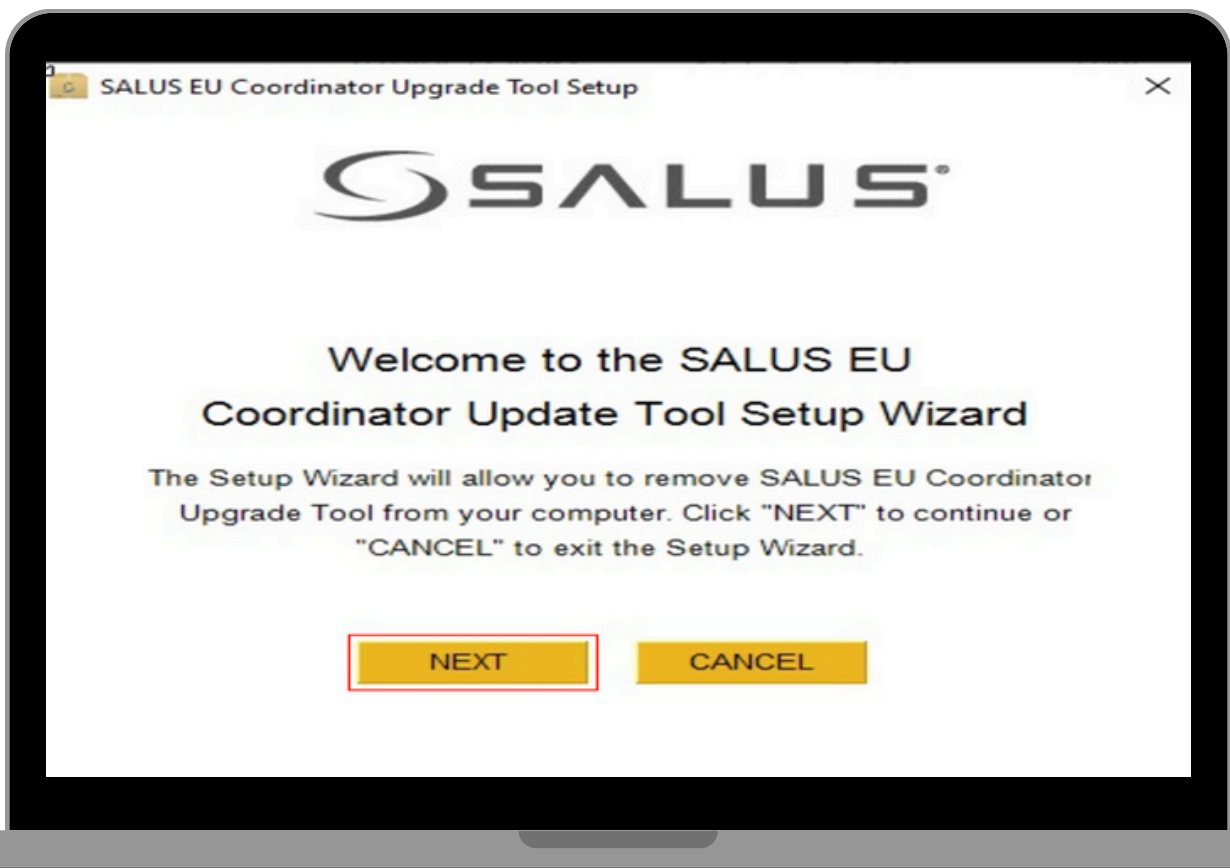 SALUS EU Coordinator Upgrade Tool Setup
SALUS®
Welcome to the SALUS EU
Coordinator Update Tool Setup Wizard
The Setup Wizard will allow you to remove SALUS EU Coordinator
Upgrade Tool from your computer. Click "NEXT" to continue or
"CANCEL" to exit the Setup Wizard.
NEXT CANCEL